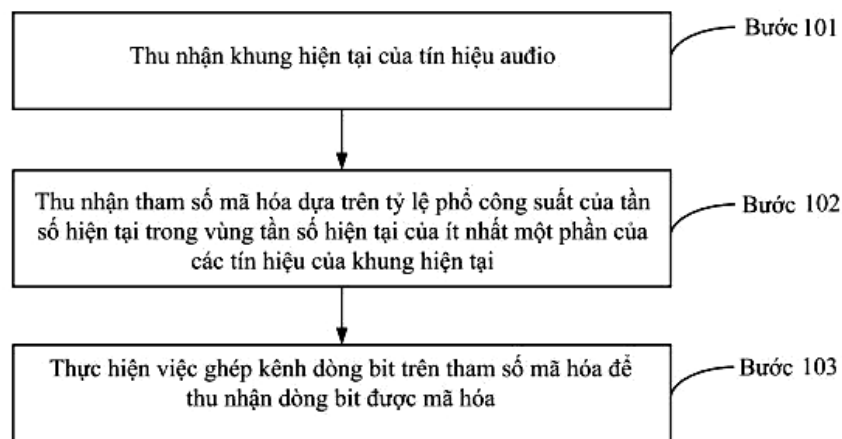 Thu nhận khung hiện tại của tín hiệu auđio
Bước 101
Thu nhận tham số mã hóa dựa trên tỷ lệ phổ công suất của tần
số hiện tại trong vùng tần số hiện tại của ít nhất một phần của
các tín hiệu của khung hiện tại
Bước 102
Thực hiện việc ghép kênh dòng bit trên tham số mã hóa để
thu nhận dòng bit được mã hóa
Bước 103